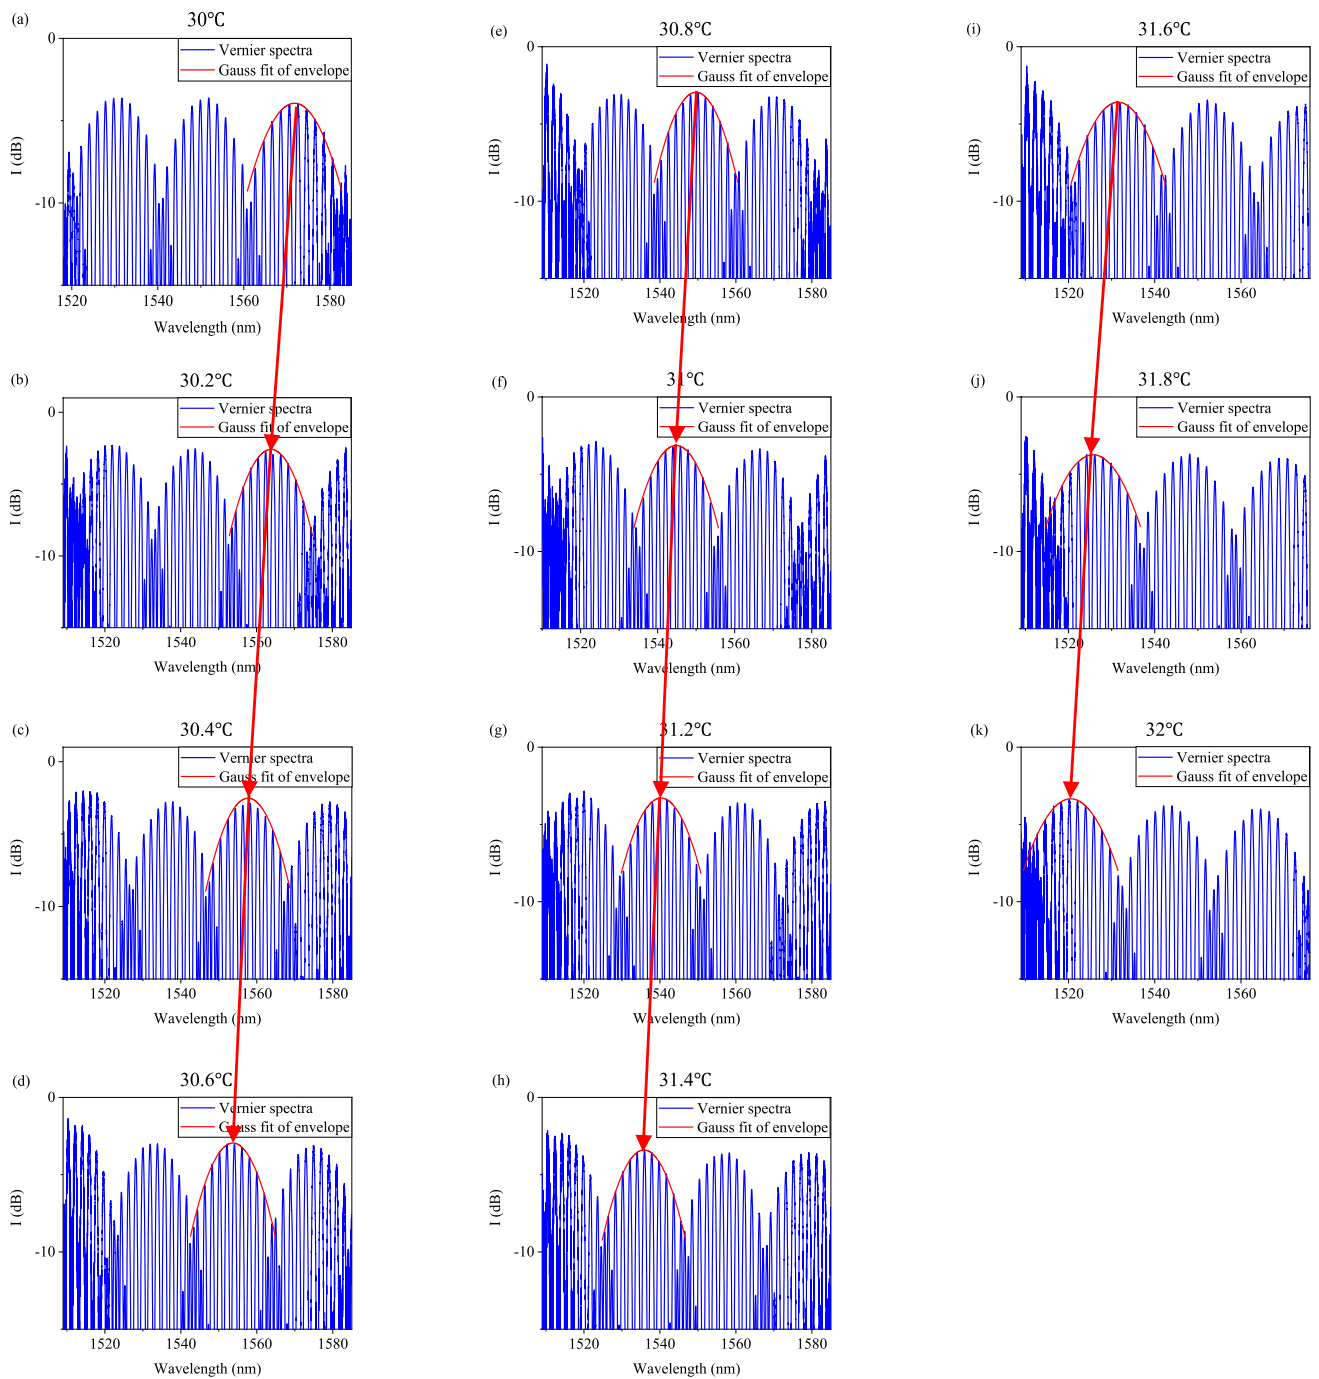 (a)
30℃
Vernier spectra
Gauss fit of envelope
0
-10
I (dB)
1520
1540
1560
1580
Wavelength (nm)
(b)
30.2℃
Vernier spectra
Gauss fit of envelope
0
-10
I (dB)
1520
1540
1560
1580
Wavelength (nm)
(c)
30.4℃
Vernier spectra
Gauss fit of envelope
0
-10
I (dB)
1520
1540
1560
1580
Wavelength (nm)
(d)
30.6℃
Vernier spectra
Gauss fit of envelope
0
-10
I (dB)
1520
1540
1560
1580
Wavelength (nm)
(e)
30.8℃
Vernier spectra
Gauss fit of envelope
0
-10
I (dB)
1520
1540
1560
1580
Wavelength (nm)
(f)
31℃
Vernier spectra
Gauss fit of envelope
0
-10
I (dB)
1520
1540
1560
1580
Wavelength (nm)
(g)
31.2℃
Vernier spectra
Gauss fit of envelope
0
-10
I (dB)
1520
1540
1560
1580
Wavelength (nm)
(h)
31.4℃
Vernier spectra
Gauss fit of envelope
0
-10
I (dB)
1520
1540
1560
1580
Wavelength (nm)
(i)
31.6℃
Vernier spectra
Gauss fit of envelope
0
-10
I (dB)
1520
1540
1560
Wavelength (nm)
(j)
31.8℃
Vernier spectra
Gauss fit of envelope
0
-10
I (dB)
1520
1540
1560
Wavelength (nm)
(k)
32℃
Vernier spectra
Gauss fit of envelope
0
-10
I (dB)
1520
1540
1560
Wavelength (nm)